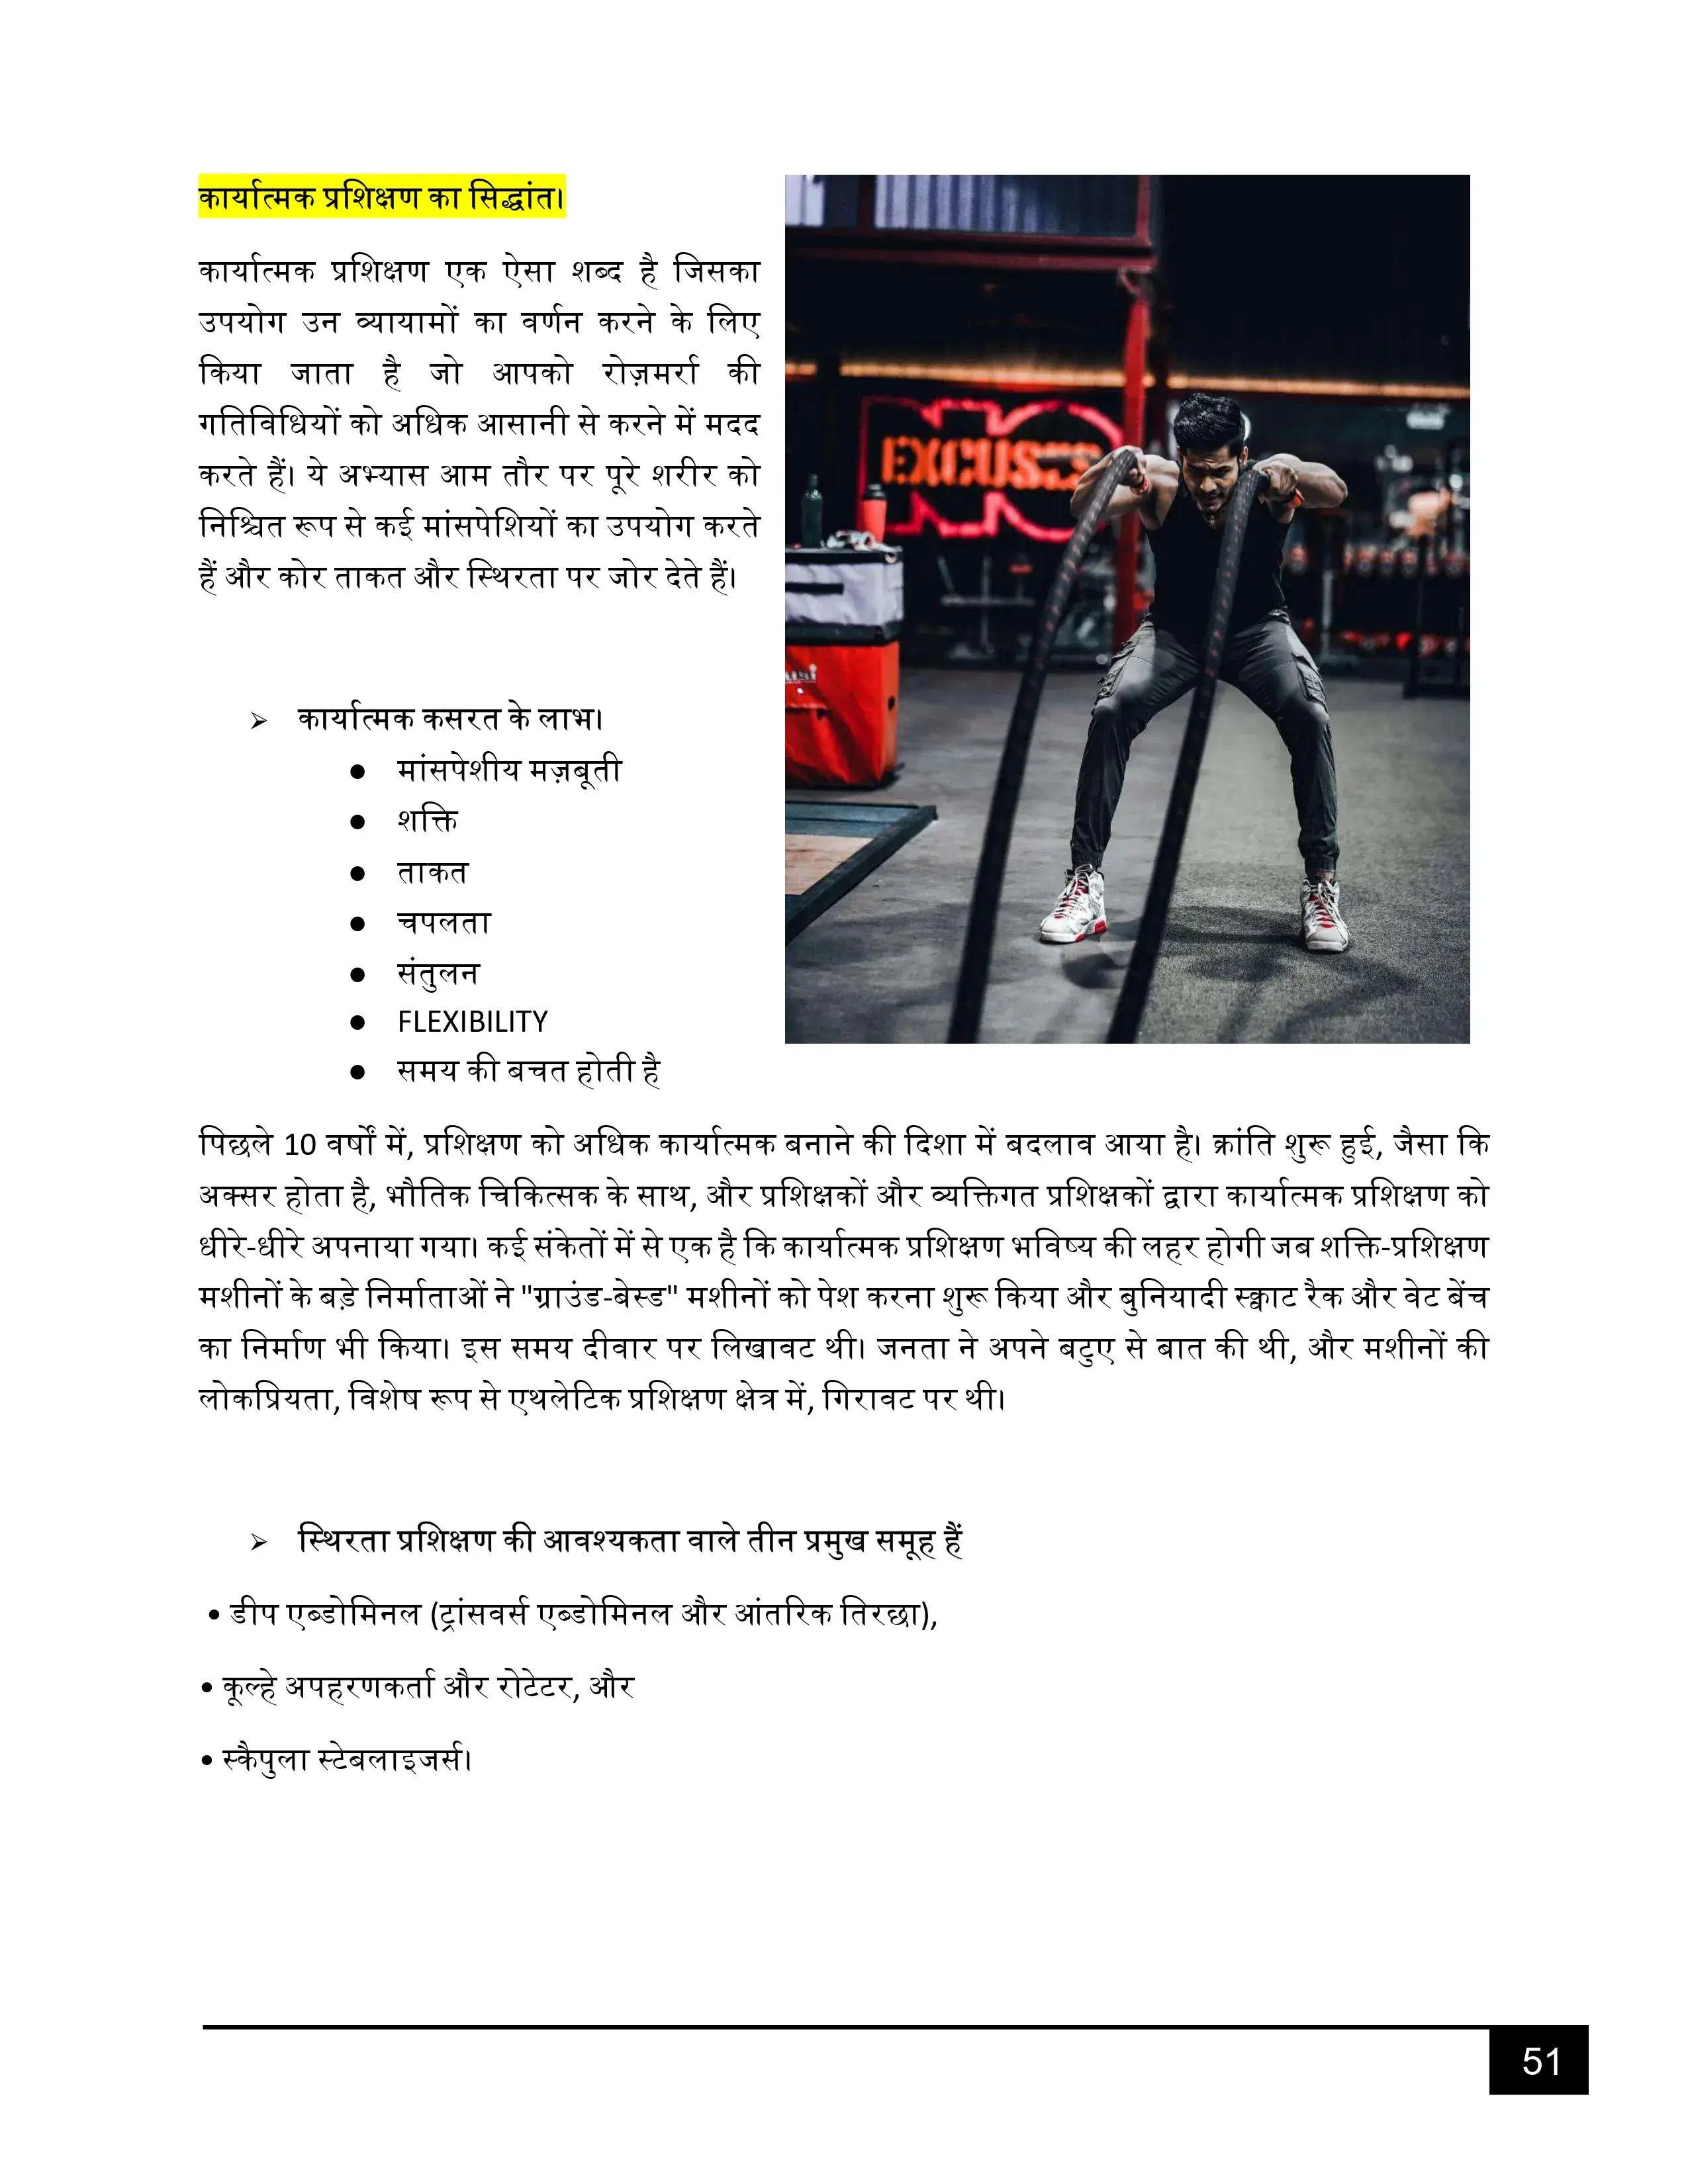 कार्यात्मक प्रशिक्षण का सिद्धांत।
कार्यात्मक प्रशिक्षण एक ऐसा शब्द है जिसका
उपयोग उन व्यायामों का वर्णन करने के लिए
किया जाता है जो आपको रोज़मर्रा की
गतिविधियों को अधिक आसानी से करने में मदद
करते हैं। ये अभ्यास आम तौर पर पूरे शरीर को
निश्चित रूप से कई मांसपेशियों का उपयोग करते
हैं और कोर ताकत और स्थिरता पर जोर देते हैं।
NO
EXCUSES
➢ कार्यात्मक कसरत के लाभ।
● मांसपेशीय मज़बूती
● शक्ति
● ताकत
● चपलता
● संतुलन
● FLEXIBILITY
● समय की बचत होती है
पिछले 10 वर्षों में, प्रशिक्षण को अधिक कार्यात्मक बनाने की दिशा में बदलाव आया है। क्रांति शुरू हुई, जैसा कि
अक्सर होता है, भौतिक चिकित्सक के साथ, और प्रशिक्षकों और व्यक्तिगत प्रशिक्षकों द्वारा कार्यात्मक प्रशिक्षण को
धीरे-धीरे अपनाया गया। कई संकेतों में से एक है कि कार्यात्मक प्रशिक्षण भविष्य की लहर होगी जब शक्ति-प्रशिक्षण
मशीनों के बड़े निर्माताओं ने "ग्राउंड-बेस्ड" मशीनों को पेश करना शुरू किया और बुनियादी स्क्वाट रैक और वेट बेंच
का निर्माण भी किया। इस समय दीवार पर लिखावट थी। जनता ने अपने बटुए से बात की थी, और मशीनों की
लोकप्रियता, विशेष रूप से एथलेटिक प्रशिक्षण क्षेत्र में, गिरावट पर थी।
➢ स्थिरता प्रशिक्षण की आवश्यकता वाले तीन प्रमुख समूह हैं
• डीप एब्डोमिनल (ट्रांसवर्स एब्डोमिनल और आंतरिक तिरछा),
• कूल्हे अपहरणकर्ता और रोटेटर, और
• स्कैपुला स्टेबलाइजर्स।
51